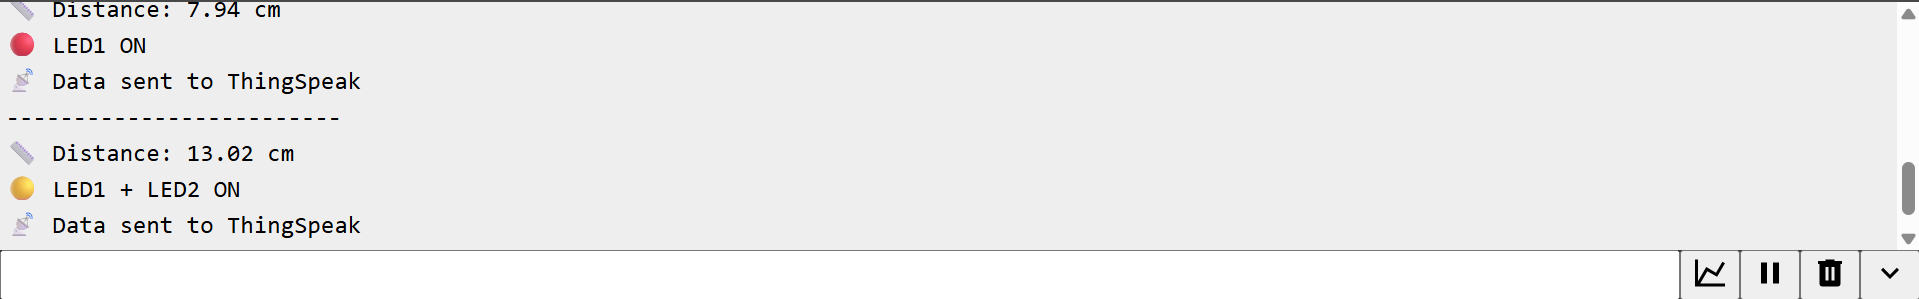 📏 Distance: 7.94 cm
🔴 LED1 ON
📡 Data sent to ThingSpeak
-------------------------
📏 Distance: 13.02 cm
🟡 LED1 + LED2 ON
📡 Data sent to ThingSpeak